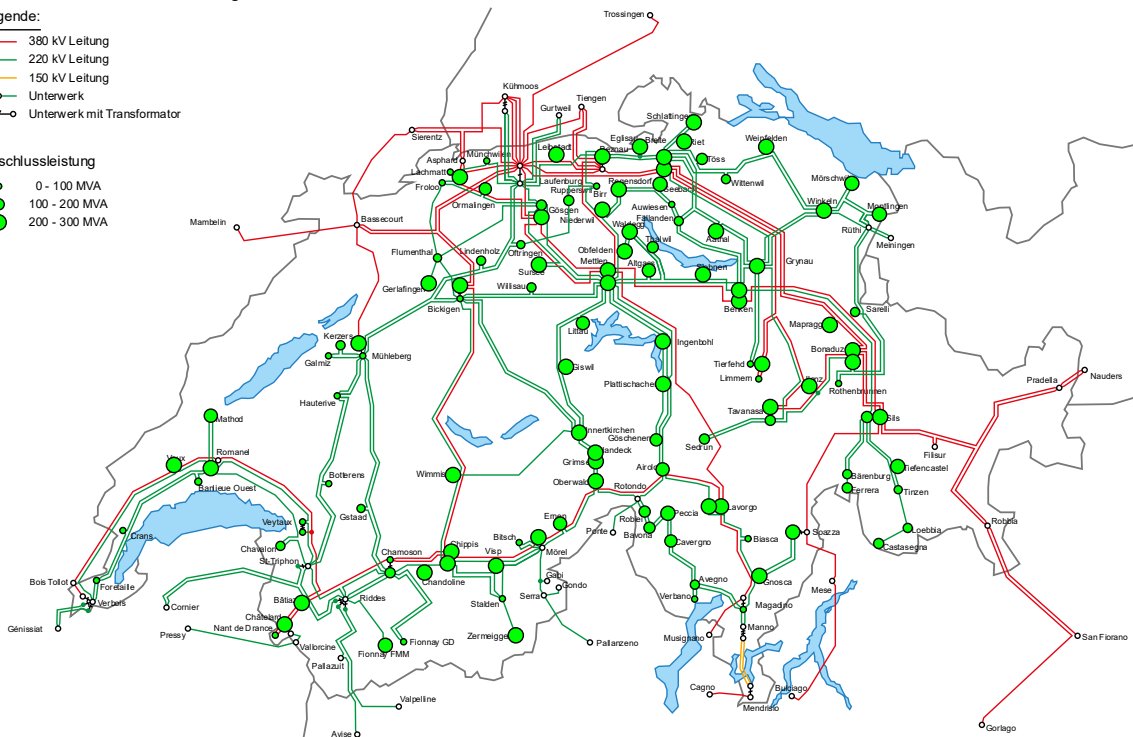 gende:
380 kV Leitung
220 kV Leitung
150 kV Leitung
Unterwerk
Unterwerk mit Transformator
schlussleistung
0 - 100 MVA
100 - 200 MVA
200 - 300 MVA
Trossingen
Kühmoos
Gurtweil
Tiengen
Sierentz
Asphard
Münchwilen
Lachmatt
Froloo
Ormalingen
Leibstadt
Laufenburg
Beznau
Eglisau
Breite
Schlattingen
Riet
Töss
Weinfelden
Wittenwil
Mörschwil
Winkeln
Montlingen
Rüthi
Meiningen
Mambelin
Bassecourt
Flumenthal
Lindenholz
Gösgen
Niederwil
Rupperswil
Birr
Regensdorf
Seebach
Auwiesen
Fällanden
Waldegg
Thalwil
Aathal
Obfelden
Mettlen
Altgass
Siebnen
Grynau
Oftringen
Sursee
Willisau
Gerlafingen
Bickigen
Benken
Sarelli
Mapragg
Bonaduz
Rothenbrunnen
Ilanz
Tierfehd
Limmern
Tavanasa
Sedrun
Kerzers
Galmiz
Mühleberg
Hauterive
Littau
Ingenbohl
Giswil
Plattischachen
Innertkirchen
Göschenen
Handeck
Grimsel
Oberwald
Airolo
Rotondo
Sils
Filisur
Pradella
Nauders
Mathod
Romanel
Vaux
Banlieue Ouest
Botterens
Wimmis
Gstaad
Veytaux
Crans
Chavalon
St-Triphon
Chamoson
Chippis
Chandoline
Visp
Bitsch
Ernen
Mörel
Ponte
Robiei
Bavona
Peccia
Cavergno
Lavorgo
Biasca
Spazza
Bärenburg
Ferrera
Tiefencastel
Tinzen
Loebbia
Castasegna
Robbia
Bois Tollot
Foretaille
Verbois
Génissiat
Cornier
Pressy
Bâtiaz
Châtelard
Nant de Drance
Vallorcine
Pallazuit
Riddes
Fionnay FMM
Fionnay GD
Stalden
Zermeiggern
Gabi
Gondo
Serra
Pallanzeno
Avegno
Verbano
Gnosca
Magadino
Manno
Musignano
Mese
Cagno
Mendrisio
Bulciago
San Fiorano
Gorlago
Valpelline
Avise